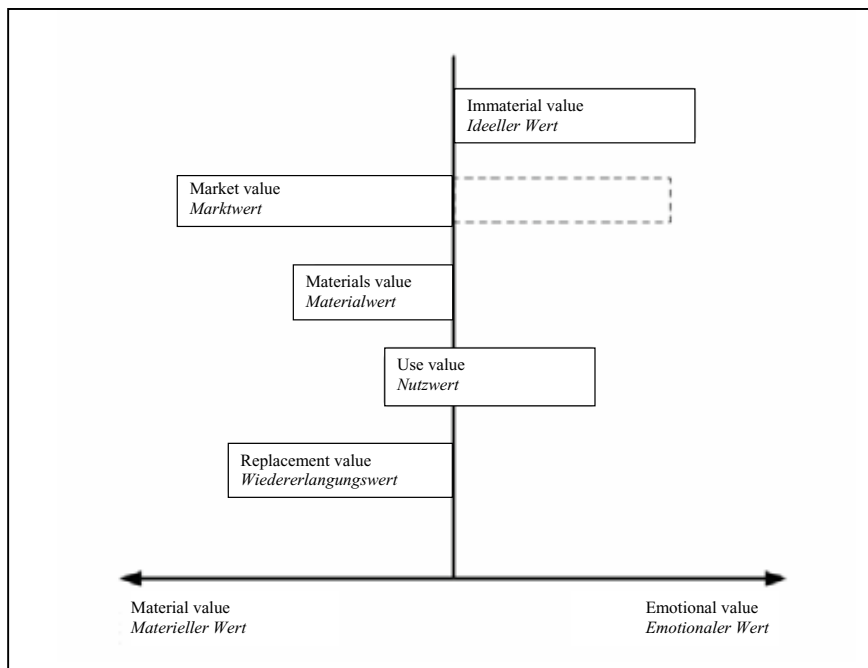 Immaterial value
Ideeller Wert
Market value
Marktwert
Materials value
Materialwert
Use value
Nutzwert
Replacement value
Wiedererlangungswert
Material value
Materieller Wert
Emotional value
Emotionaler Wert